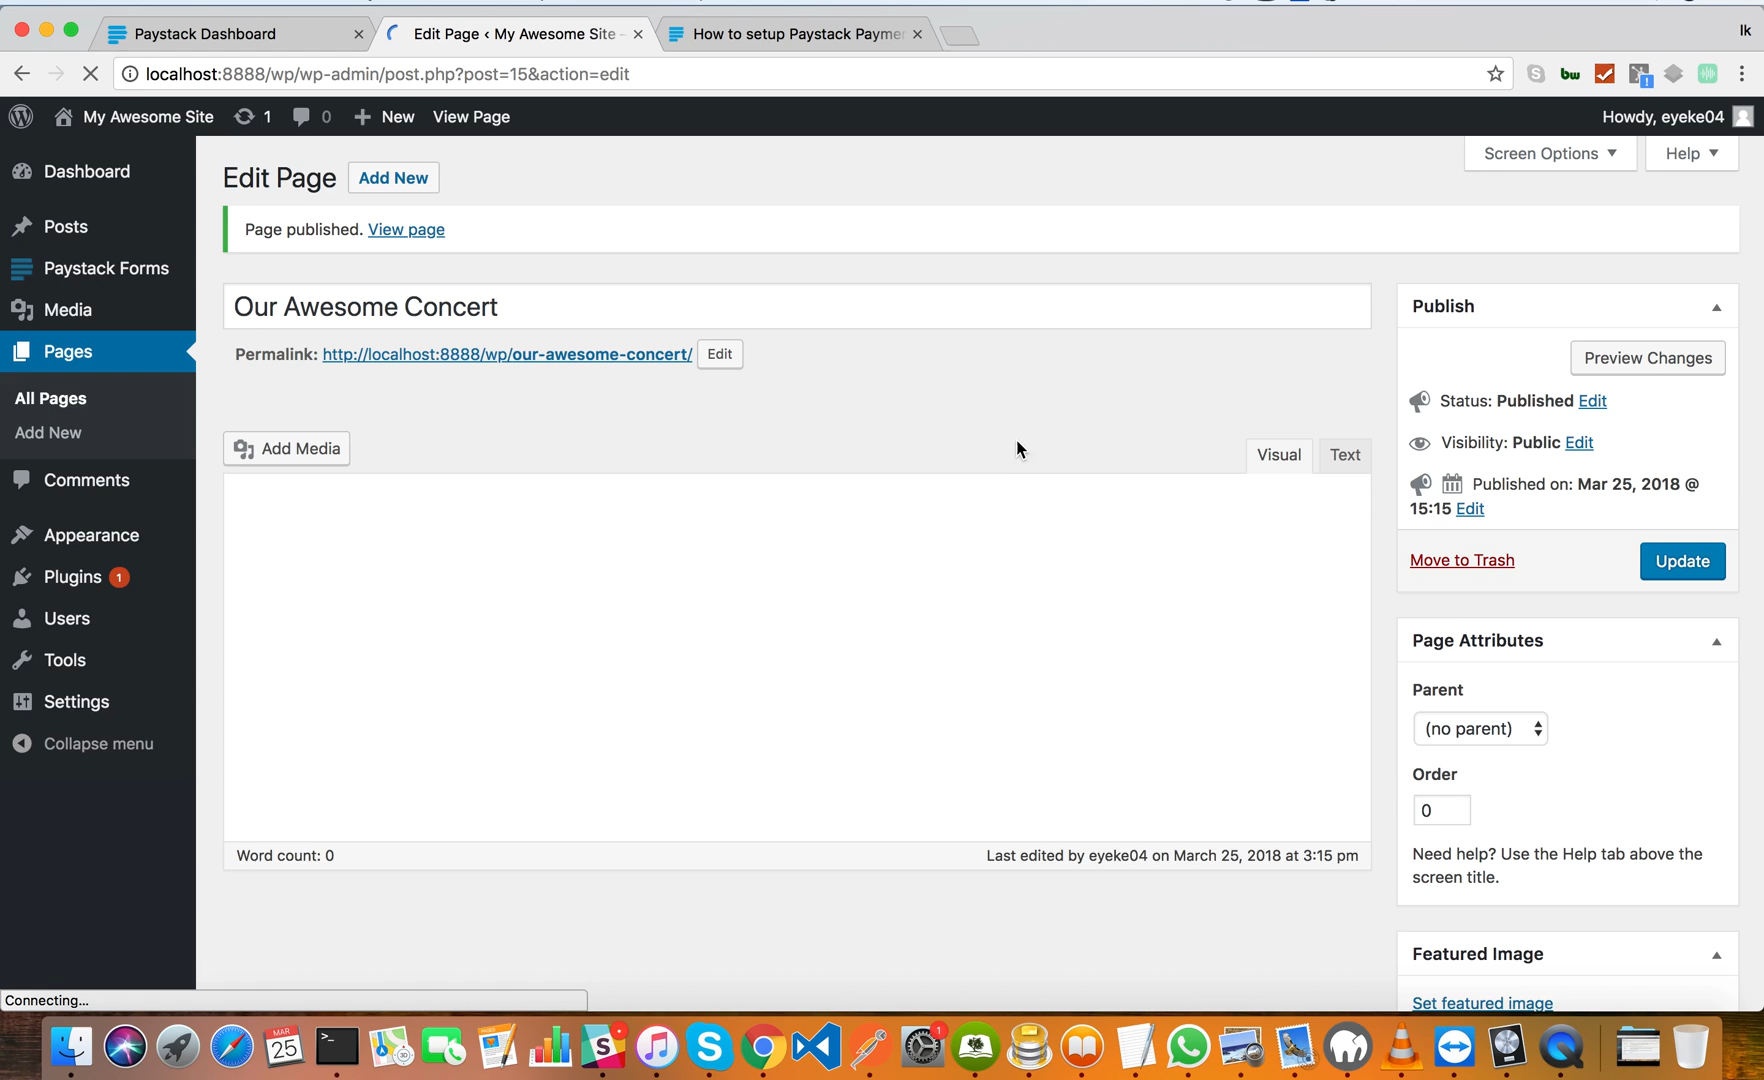 Paystack Dashboard
Edit Page ‹ My Awesome Site -
How to setup Paystack Payme
Ik
localhost:8888/wp/wp-admin/post.php?post=15&action=edit
bw
My Awesome Site
1
0
New
View Page
Howdy, eyeke04
Dashboard
Posts
Paystack Forms
Media
Pages
All Pages
Add New
Comments
Appearance
Plugins 1
Users
Tools
Settings
Collapse menu
Screen Options
Help
Edit Page
Add New
Page published. View page
Our Awesome Concert
Permalink: http://localhost:8888/wp/our-awesome-concert/ Edit
Add Media
Visual
Text
Word count: 0
Last edited by eyeke04 on March 25, 2018 at 3:15 pm
Publish
Preview Changes
Status: Published Edit
Visibility: Public Edit
Published on: Mar 25, 2018 @
15:15 Edit
Move to Trash
Update
Page Attributes
Parent
(no parent)
Order
0
Need help? Use the Help tab above the
screen title.
Featured Image
Set featured image
Connecting...
MAR
25
PAGES
3D
1